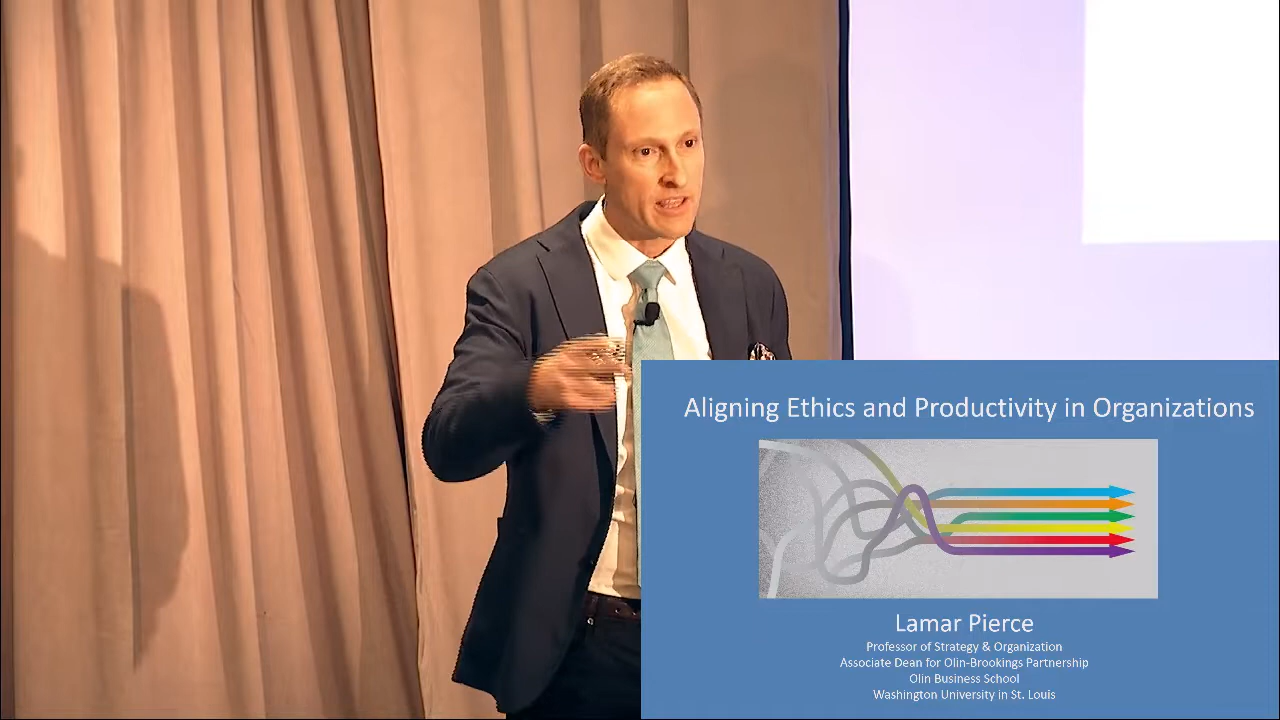 Aligning Ethics and Productivity in Organizations
Lamar Pierce
Professor of Strategy & Organization
Associate Dean for Olin-Brookings Partnership
Olin Business School
Washington University in St. Louis